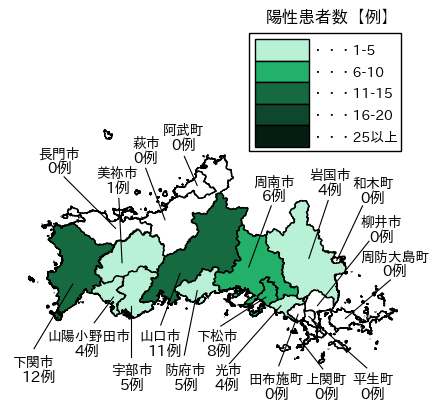 陽性患者数【例】
・・・1-5
・・・6-10
・・・11-15
・・・16-20
・・・25以上
阿武町
0例
萩市
0例
長門市
0例
美祢市
1例
周南市
6例
岩国市
4例
和木町
0例
柳井市
0例
周防大島町
0例
山陽小野田市
4例
山口市
11例
下松市
8例
下関市
12例
宇部市
5例
防府市
5例
光市
4例
田布施町
0例
上関町
0例
平生町
0例